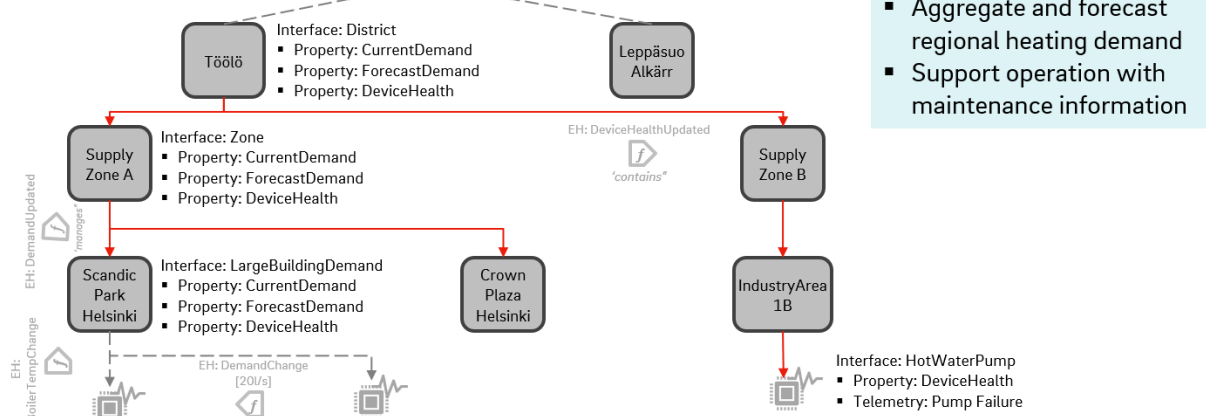 ▪ Aggregate and forecast
regional heating demand
▪ Support operation with
maintenance information
Töölö
Interface: District
▪ Property: CurrentDemand
▪ Property: ForecastDemand
▪ Property: DeviceHealth
Leppäsuo
Alkärr
Supply
Zone A
Interface: Zone
▪ Property: CurrentDemand
▪ Property: ForecastDemand
▪ Property: DeviceHealth
EH: DeviceHealthUpdated
f
‘contains”
Supply
Zone B
EH: DemandUpdated
f
‘manages”
Scandic
Park
Helsinki
Interface: LargeBuildingDemand
▪ Property: CurrentDemand
▪ Property: ForecastDemand
▪ Property: DeviceHealth
Crown
Plaza
Helsinki
IndustryArea
1B
EH:
BoilerTempChange
f
EH: DemandChange
[20l/s]
f
Interface: HotWaterPump
▪ Property: DeviceHealth
▪ Telemetry: Pump Failure